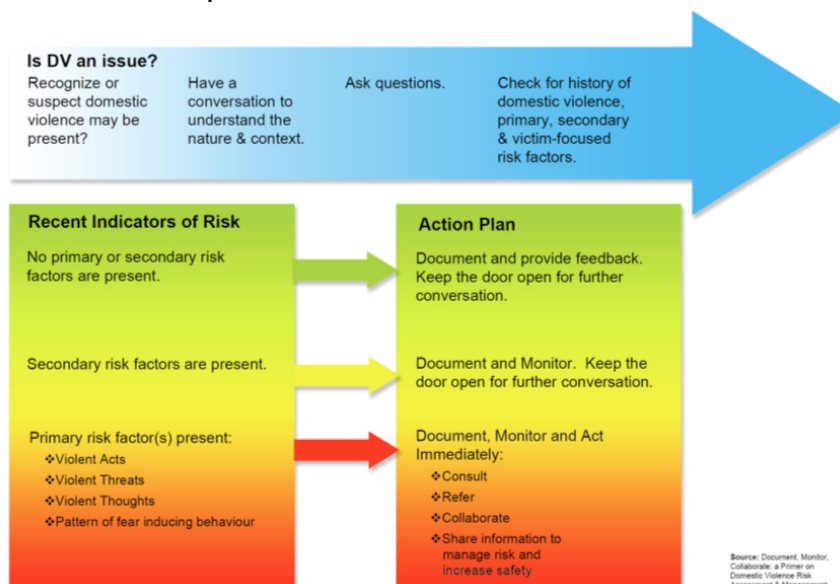 Is DV an issue?
Recognize or
suspect domestic
violence may be
present?
Have a
conversation to
understand the
nature & context.
Ask questions.
Check for history of
domestic violence,
primary, secondary
& victim-focused
risk factors.
Recent Indicators of Risk
No primary or secondary risk
factors are present.
Secondary risk factors are present.
Primary risk factor(s) present:
❖Violent Acts
❖Violent Threats
❖Violent Thoughts
❖Pattern of fear inducing behaviour
Action Plan
Document and provide feedback.
Keep the door open for further
conversation.
Document and Monitor. Keep the
door open for further conversation.
Document, Monitor and Act
Immediately:
❖Consult
❖Refer
❖Collaborate
❖Share information to
manage risk and
increase safety
Source: Document, Monitor,
Collaborate: a Primer on
Domestic Violence Risk